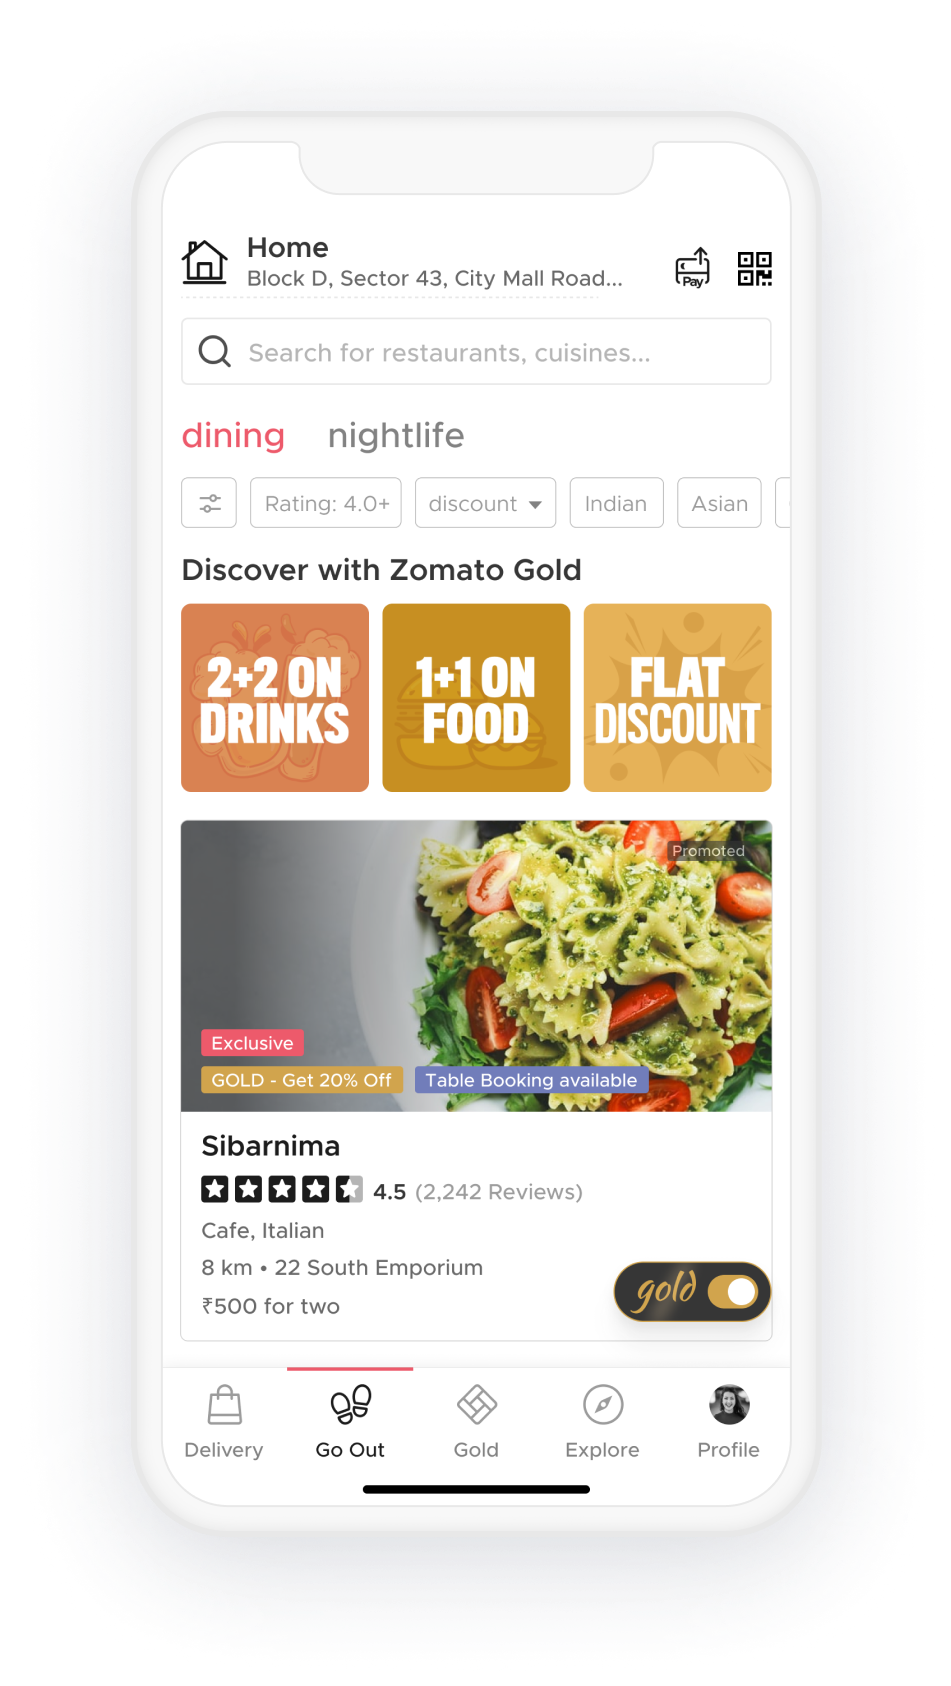 Home
Block D, Sector 43, City Mall Road...
Pay
Search for restaurants, cuisines...
dining nightlife
Rating: 4.0+ discount Indian Asian
Discover with Zomato Gold
2+2 ON
DRINKS
1+1 ON
FOOD
FLAT
DISCOUNT
Promoted
Exclusive
GOLD - Get 20% Off Table Booking available
Sibarnima
4.5 (2,242 Reviews)
Cafe, Italian
8 km • 22 South Emporium
₹500 for two
gold
Delivery Go Out Gold Explore Profile